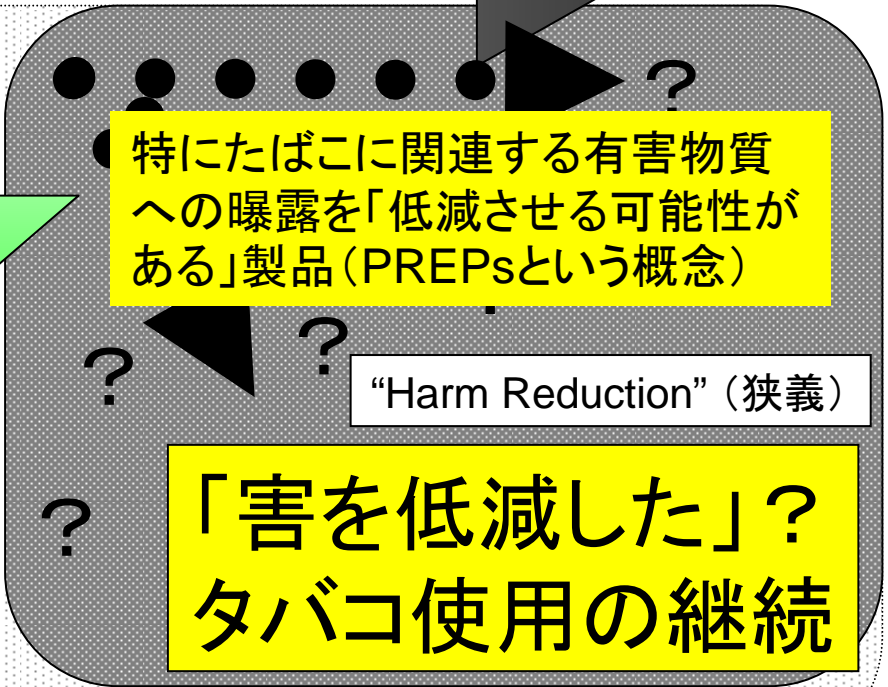 ？
特にたばこに関連する有害物質
への曝露を「低減させる可能性が
ある」製品（PREPsという概念）
？
？
“Harm Reduction”（狭義）
？
「害を低減した」？
タバコ使用の継続